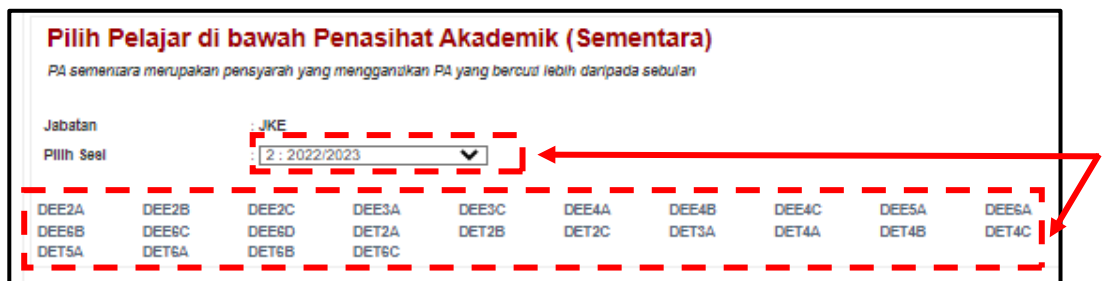 Pilih Pelajar di bawah Penasihat Akademik (Sementara)
PA sementara merupakan pensyarah yang menggantikan PA yang bercuti lebih daripada sebulan
Jabatan : JKE
Pilih Sesi : 2 : 2022/2023
DEE2A DEE2B DEE2C DEE3A DEE3C DEE4A DEE4B DEE4C DEE5A DEE6A
DEE6B DEE6C DEE6D DET2A DET2B DET2C DET3A DET4A DET4B DET4C
DET5A DET6A DET6B DET6C